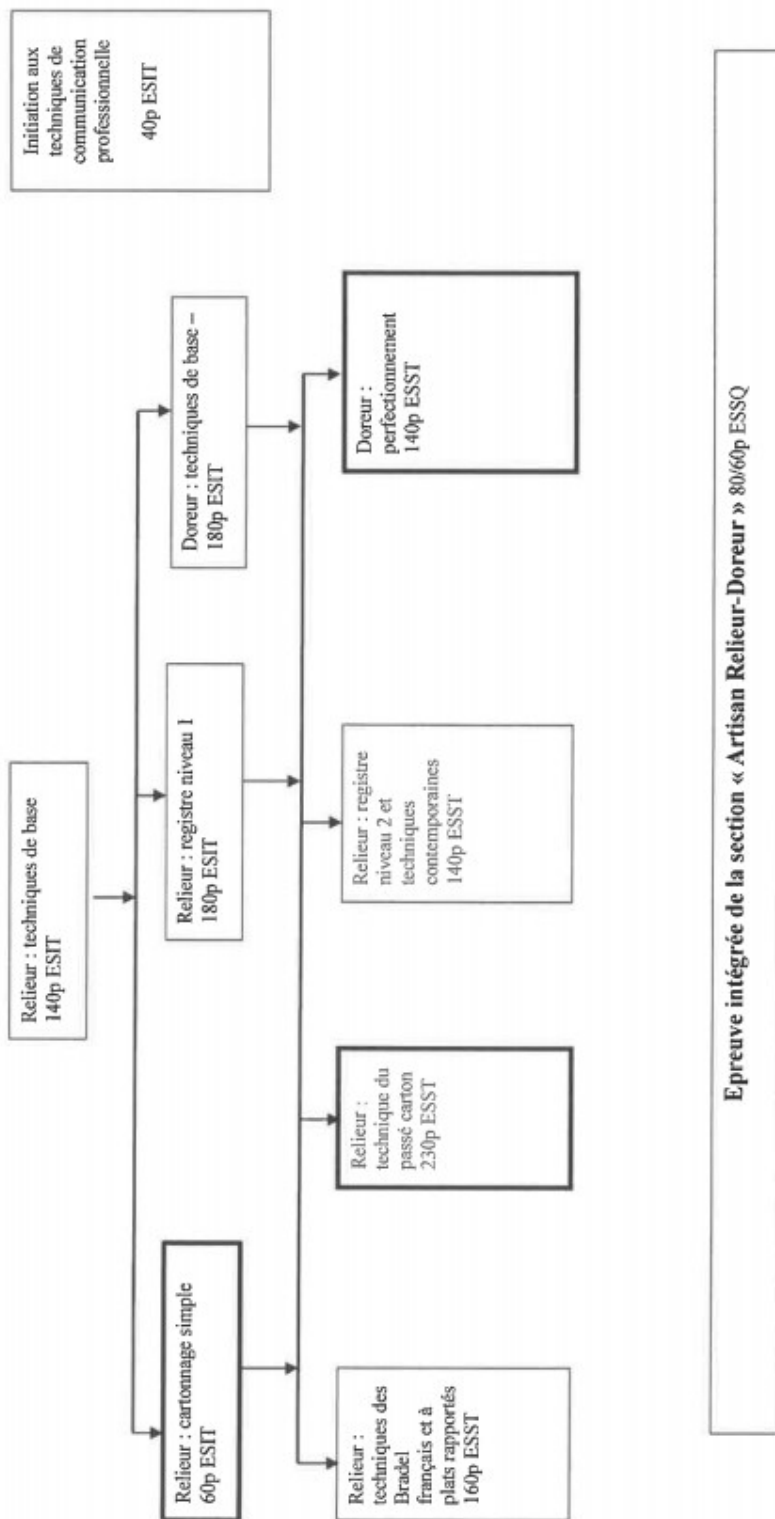 Relieur : techniques de base
140p ESIT
Initiation aux
techniques de
communication
professionnelle
40p ESIT
Relieur : cartonnage simple
60p ESIT
Relieur : registre niveau 1
180p ESIT
Doreur : techniques de base –
180p ESIT
Relieur :
techniques des
Bradel
français et à
plats rapportés
160p ESST
Relieur :
technique du
passé carton
230p ESST
Relieur : registre
niveau 2 et
techniques
contemporaines
140p ESST
Doreur :
perfectionnement
140p ESST
Epreuve intégrée de la section « Artisan Relieur-Doreur » 80/60p ESSQ